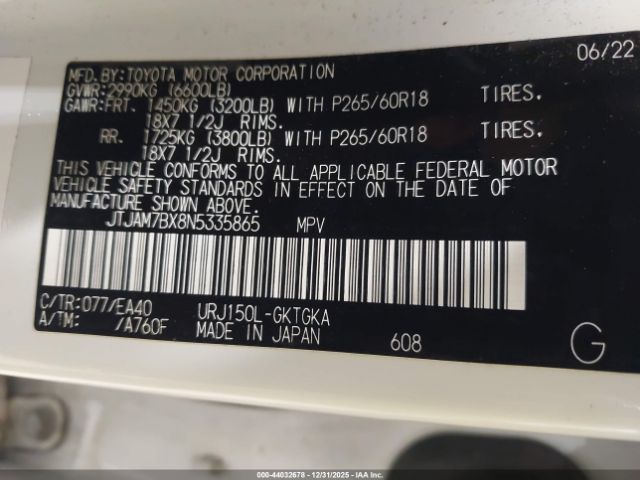 06/22
MFD. BY: TOYOTA MOTOR CORPORATION
GVWR: 2990KG (6600LB)
GAWR: FRT. 1450KG (3200LB) WITH P265/60R18 TIRES.
18X7 1/2J RIMS.
RR. 1725KG (3800LB) WITH P265/60R18 TIRES.
18X7 1/2J RIMS.
THIS VEHICLE CONFORMS TO ALL APPLICABLE FEDERAL MOTOR
VEHICLE SAFETY STANDARDS IN EFFECT ON THE DATE OF
MANUFACTURE SHOWN ABOVE.
JTJAM7BX8N5335865 MPV
C/TR: 077/EA40 URJ150L-GKTGKA
A/TM: /A760F MADE IN JAPAN 608 G
000-44032678 - 12/31/2025 - IAAI.COM